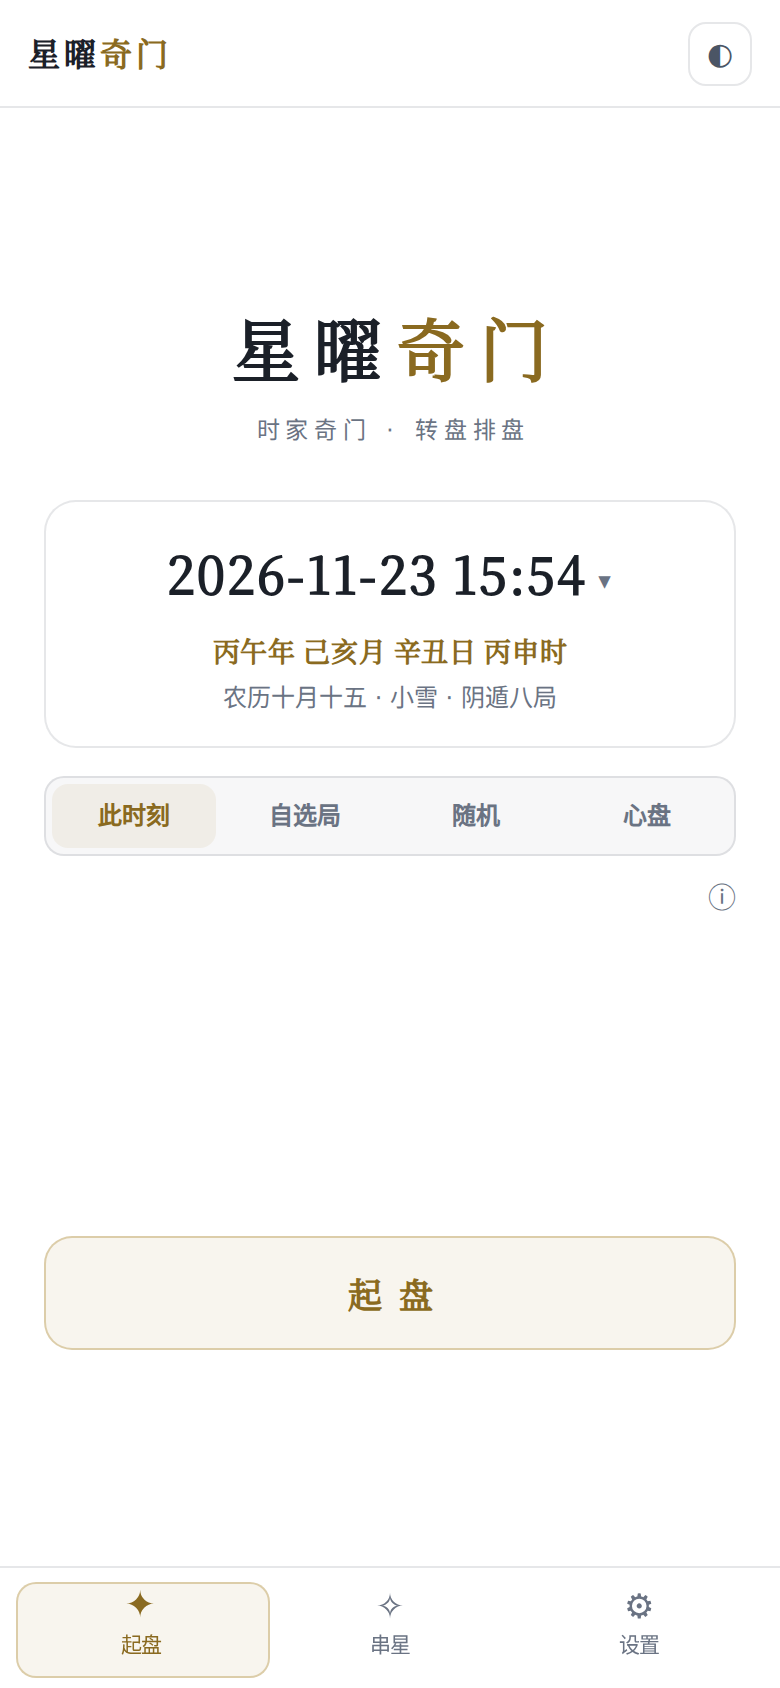 星曜奇门
◐
星曜奇门
时家奇门 · 转盘排盘
2026-11-23 15:54 ▾
丙午年 己亥月 辛丑日 丙申时
农历十月十五 · 小雪 · 阴遁八局
此时刻 自选局 随机 心盘
ⓘ
起盘
✦ ✧ ⚙
起盘 串星 设置